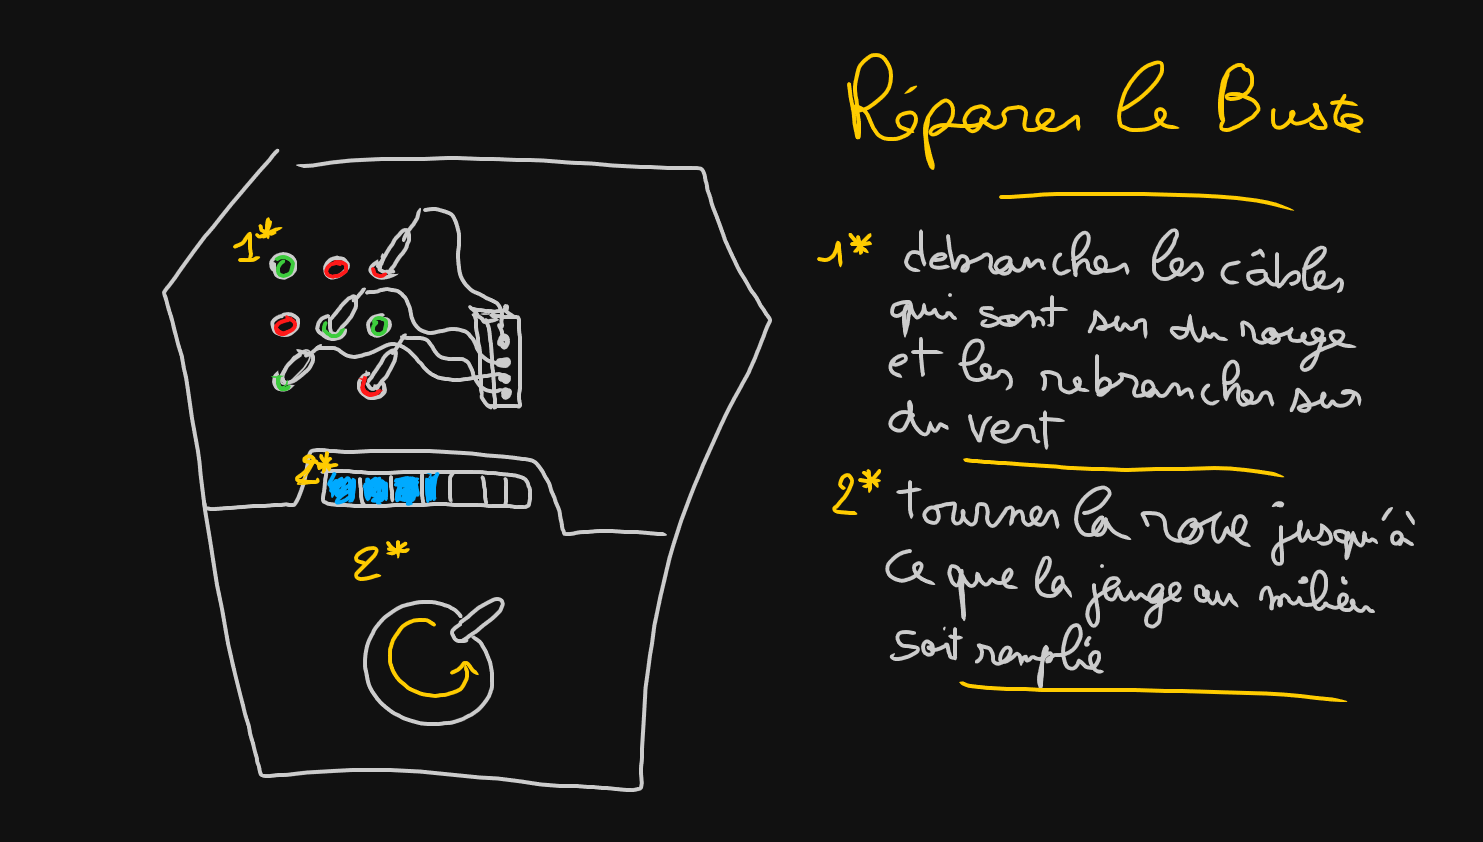 Réparer le Buste
1*
1* débrancher les câbles
qui sont sur du rouge
et les rebrancher sur
du vert
2*
2* tourner la roue jusqu'à
2*
ce que la jauge au milieu
soit remplie